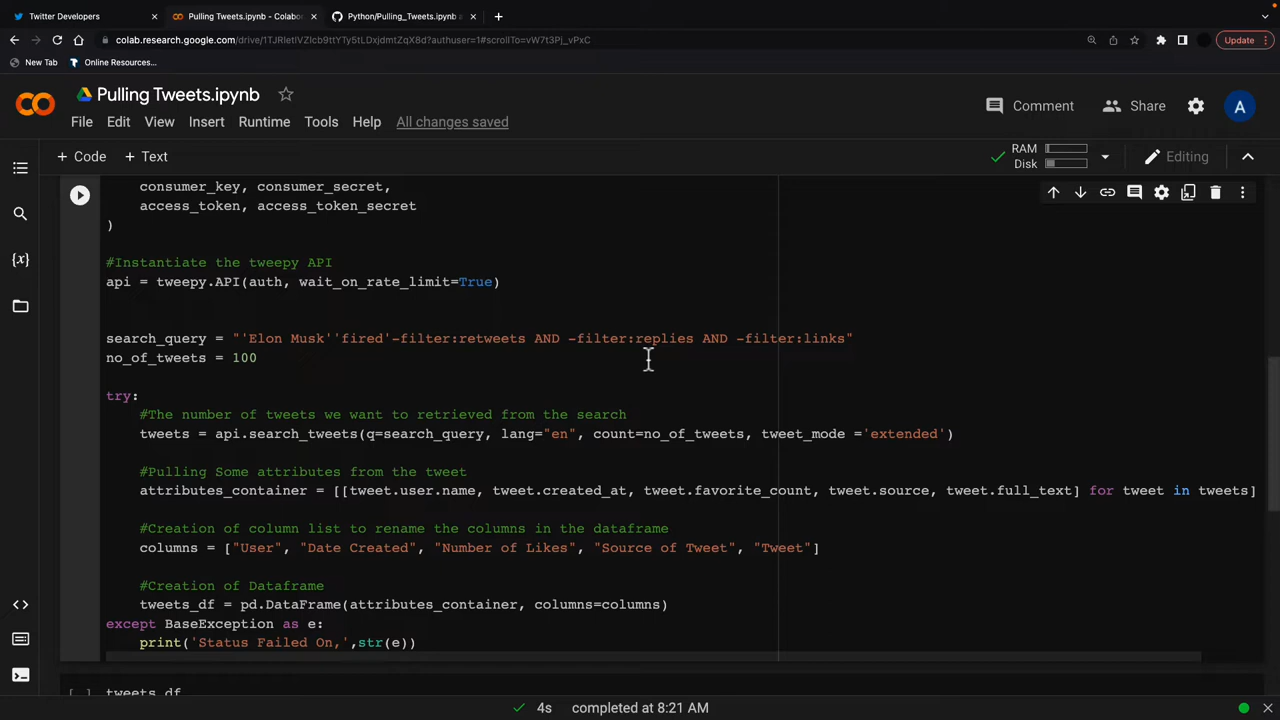 Twitter Developers
Pulling Tweets.ipynb - Colabo
Python/Pulling_Tweets.ipynb a
colab.research.google.com/drive/1TJRIetIVZIcb9ttYTy5tLDxjdmtZqX8d?authuser=1#scrollTo=vW7t3Pj_vPxC
Update
New Tab
Online Resources...
Pulling Tweets.ipynb
Comment
Share
A
File Edit View Insert Runtime Tools Help All changes saved
+ Code + Text
RAM
Disk
Editing
consumer_key, consumer_secret,
access_token, access_token_secret
)
#Instantiate the tweepy API
api = tweepy.API(auth, wait_on_rate_limit=True)
search_query = "'Elon Musk''fired'-filter:retweets AND -filter:replies AND -filter:links"
no_of_tweets = 100
try:
#The number of tweets we want to retrieved from the search
tweets = api.search_tweets(q=search_query, lang="en", count=no_of_tweets, tweet_mode ='extended')
#Pulling Some attributes from the tweet
attributes_container = [[tweet.user.name, tweet.created_at, tweet.favorite_count, tweet.source, tweet.full_text] for tweet in tweets]
#Creation of column list to rename the columns in the dataframe
columns = ["User", "Date Created", "Number of Likes", "Source of Tweet", "Tweet"]
#Creation of Dataframe
tweets_df = pd.DataFrame(attributes_container, columns=columns)
except BaseException as e:
print('Status Failed On,',str(e))
[ ] tweets_df
4s completed at 8:21 AM